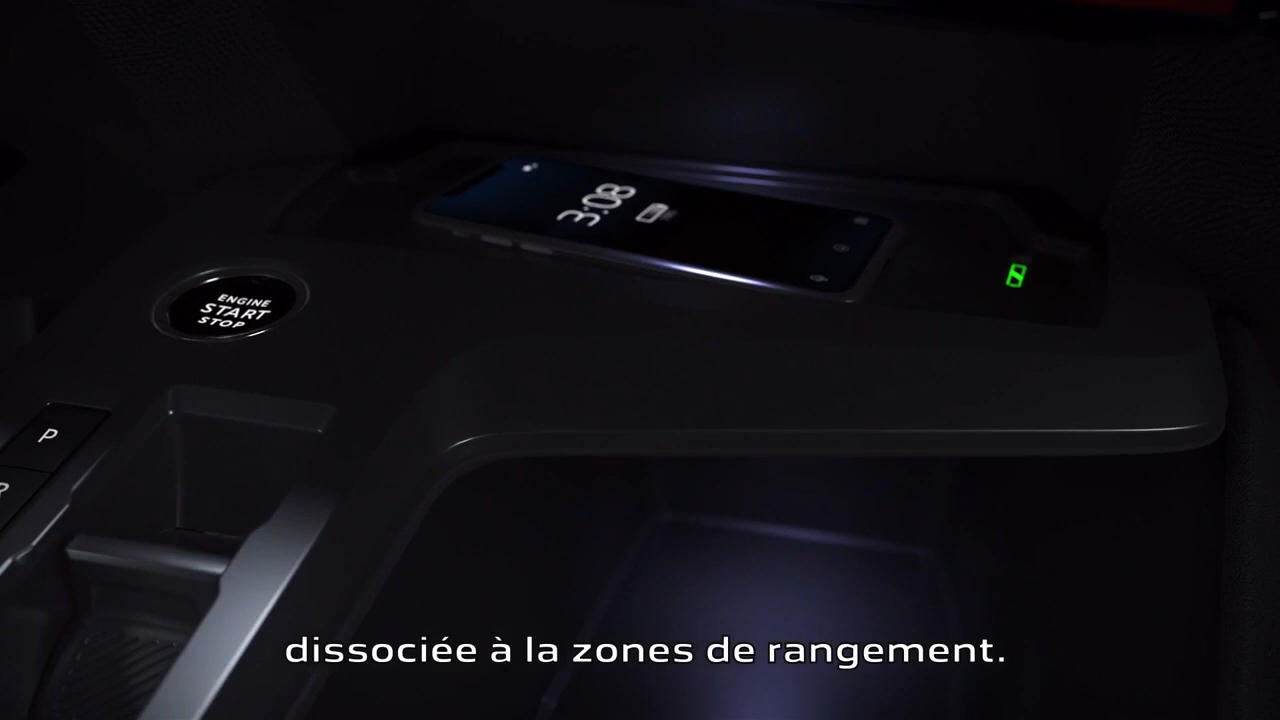 3:08
ENGINE
START
STOP
P
R
dissociée à la zones de rangement.